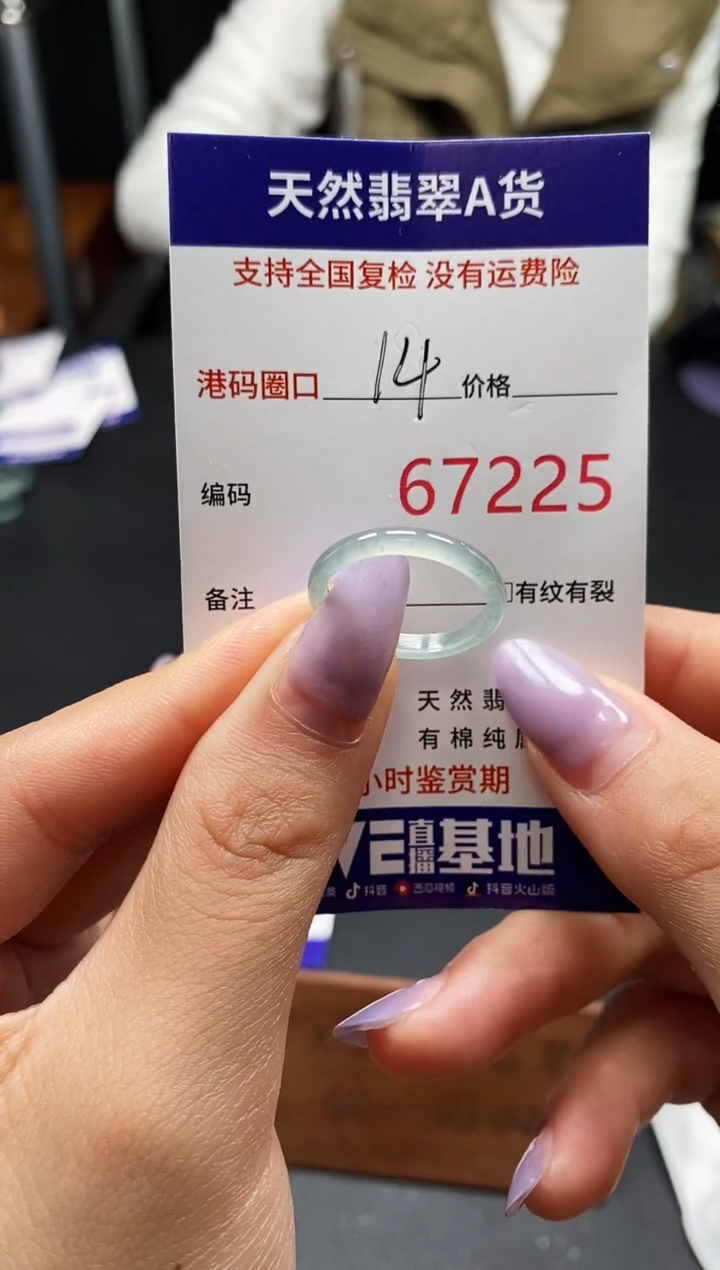 天然翡翠A货
支持全国复检 没有运费险
港码圈口 14 价格
编码 67225
备注 □有纹有裂
天然翡
有棉纯
小时鉴赏期
VE直播基地
抖音 西瓜视频 抖音火山版